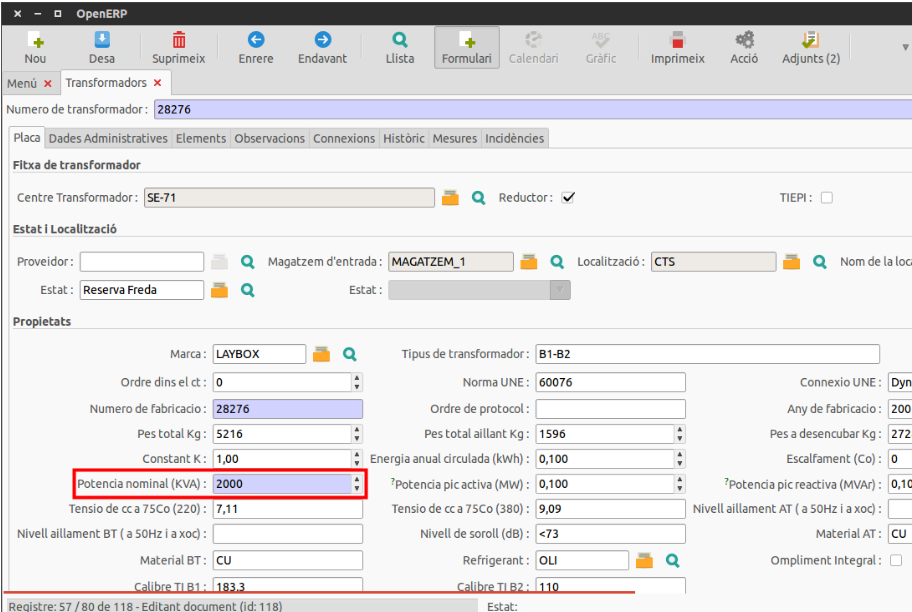 OpenERP
Nou Desa Suprimeix Enrere Endavant Llista Formulari Calendari Gràfic Imprimeix Acció Adjunts (2)
Menú Transformadors
Numero de transformador : 28276
Placa Dades Administratives Elements Observacions Connexions Històric Mesures Incidències
Fitxa de transformador
Centre Transformador : SE-71 Reductor : TIEPI :
Estat i Localització
Proveidor : Magatzem d'entrada : MAGATZEM_1 Localització : CTS Nom de la loca
Estat : Reserva Freda Estat :
Propietats
Marca : LAYBOX Tipus de transformador : B1-B2
Ordre dins el ct : 0 Norma UNE : 60076 Connexio UNE : Dyn
Numero de fabricacio : 28276 Ordre de protocol : Any de fabricacio : 200
Pes total Kg : 5216 Pes total aillant Kg : 1596 Pes a desencubar Kg : 272
Constant K : 1,00 Energia anual circulada (kWh) : 0,100 Escalfament (Co) : 0
Potencia nominal (KVA) : 2000 ?Potencia pic activa (MW) : 0,100 ?Potencia pic reactiva (MVAr) : 0,10
Tensio de cc a 75Co (220) : 7,11 Tensio de cc a 75Co (380) : 9,09 Nivell aillament AT ( a 50Hz i a xoc) :
Nivell aillament BT ( a 50Hz i a xoc) : Nivell de soroll (dB) : <73 Material AT : CU
Material BT : CU Refrigerant : OLI Ompliment Integral :
Calibre TI B1 : 183,3 Calibre TI B2 : 110
Registre: 57 / 80 de 118 - Editant document (id: 118) Estat: